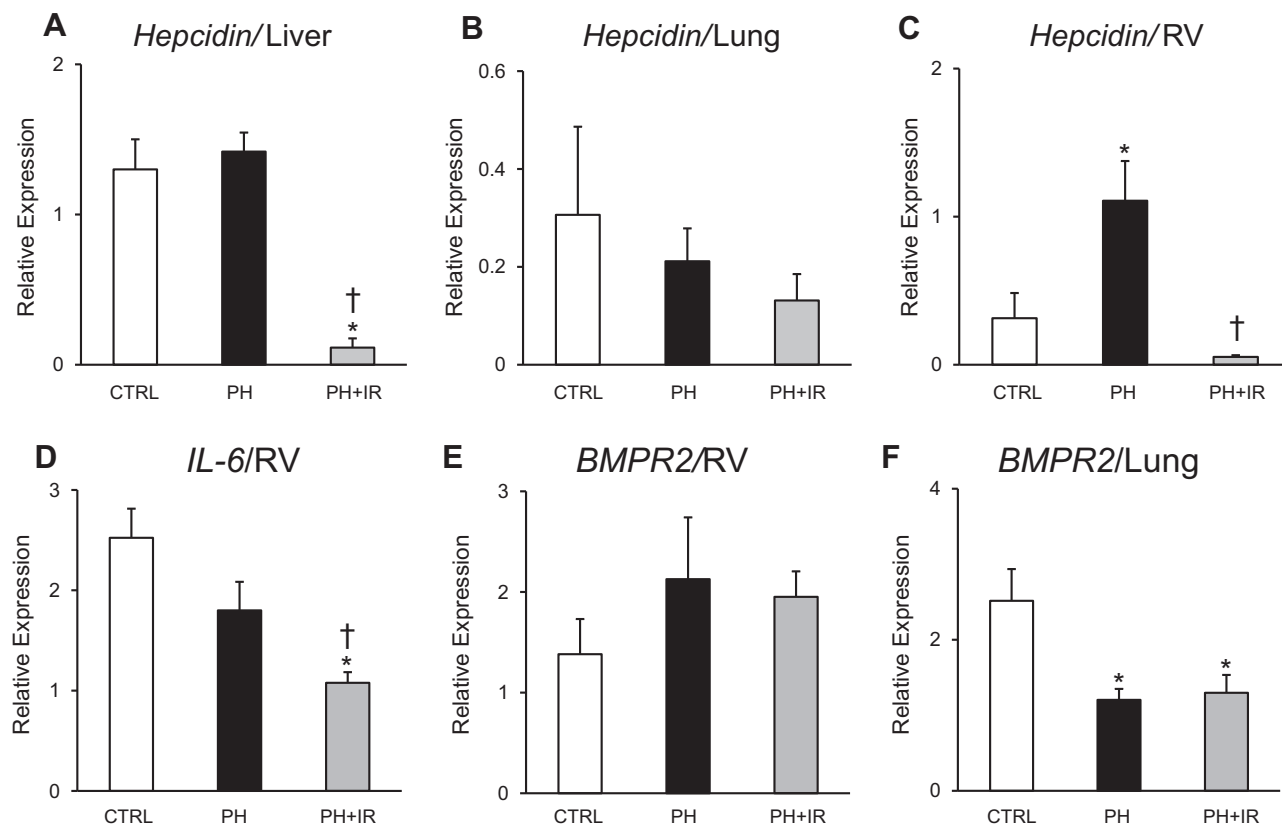 A
Hepcidin/Liver
Relative Expression
2
1
0
†
*
CTRL
PH
PH+IR
B
Hepcidin/Lung
Relative Expression
0.6
0.4
0.2
0
CTRL
PH
PH+IR
C
Hepcidin/RV
Relative Expression
2
1
0
*
†
CTRL
PH
PH+IR
D
IL-6/RV
Relative Expression
3
2
1
0
†
*
CTRL
PH
PH+IR
E
BMPR2/RV
Relative Expression
3
2
1
0
CTRL
PH
PH+IR
F
BMPR2/Lung
Relative Expression
4
2
0
*
*
CTRL
PH
PH+IR